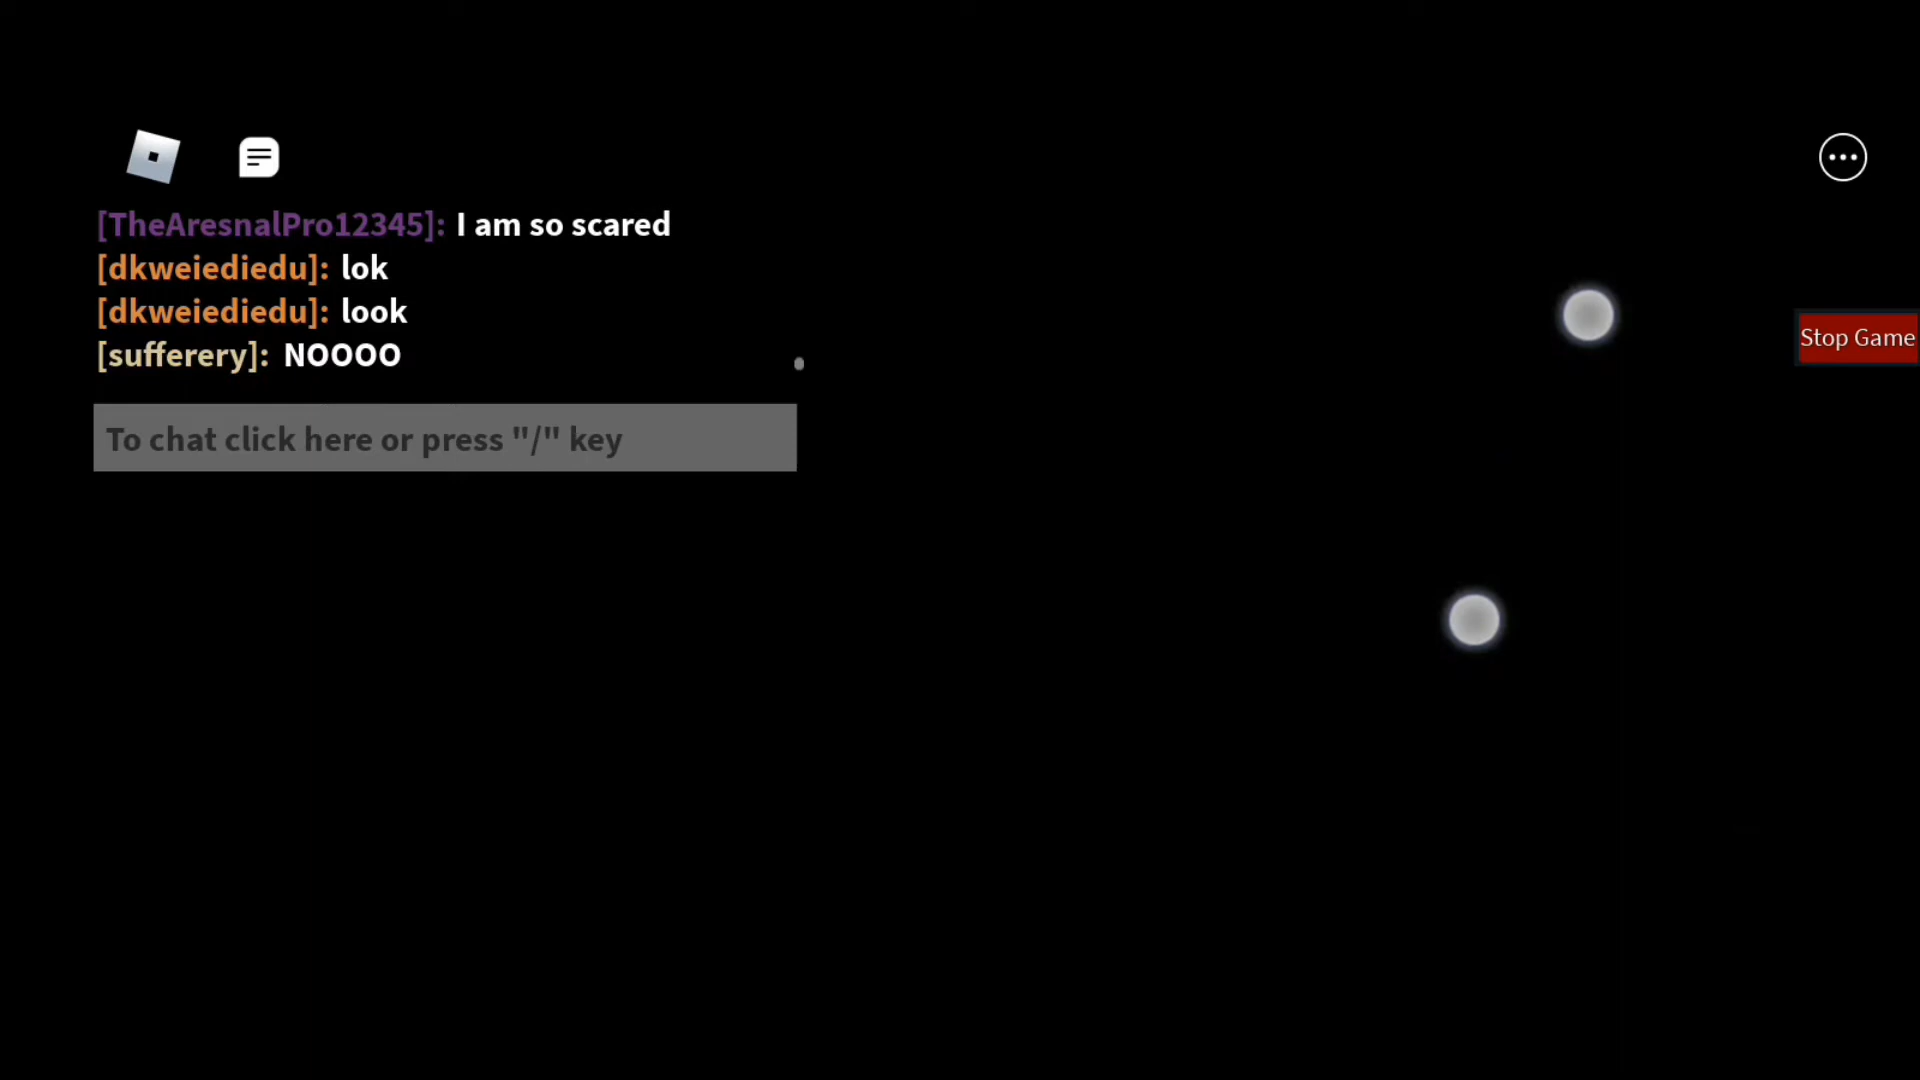 [TheAresnalPro12345]: I am so scared
[dkweiediedu]: lok
[dkweiediedu]: look
[sufferery]: NOOOO
Stop Game
To chat click here or press "/" key